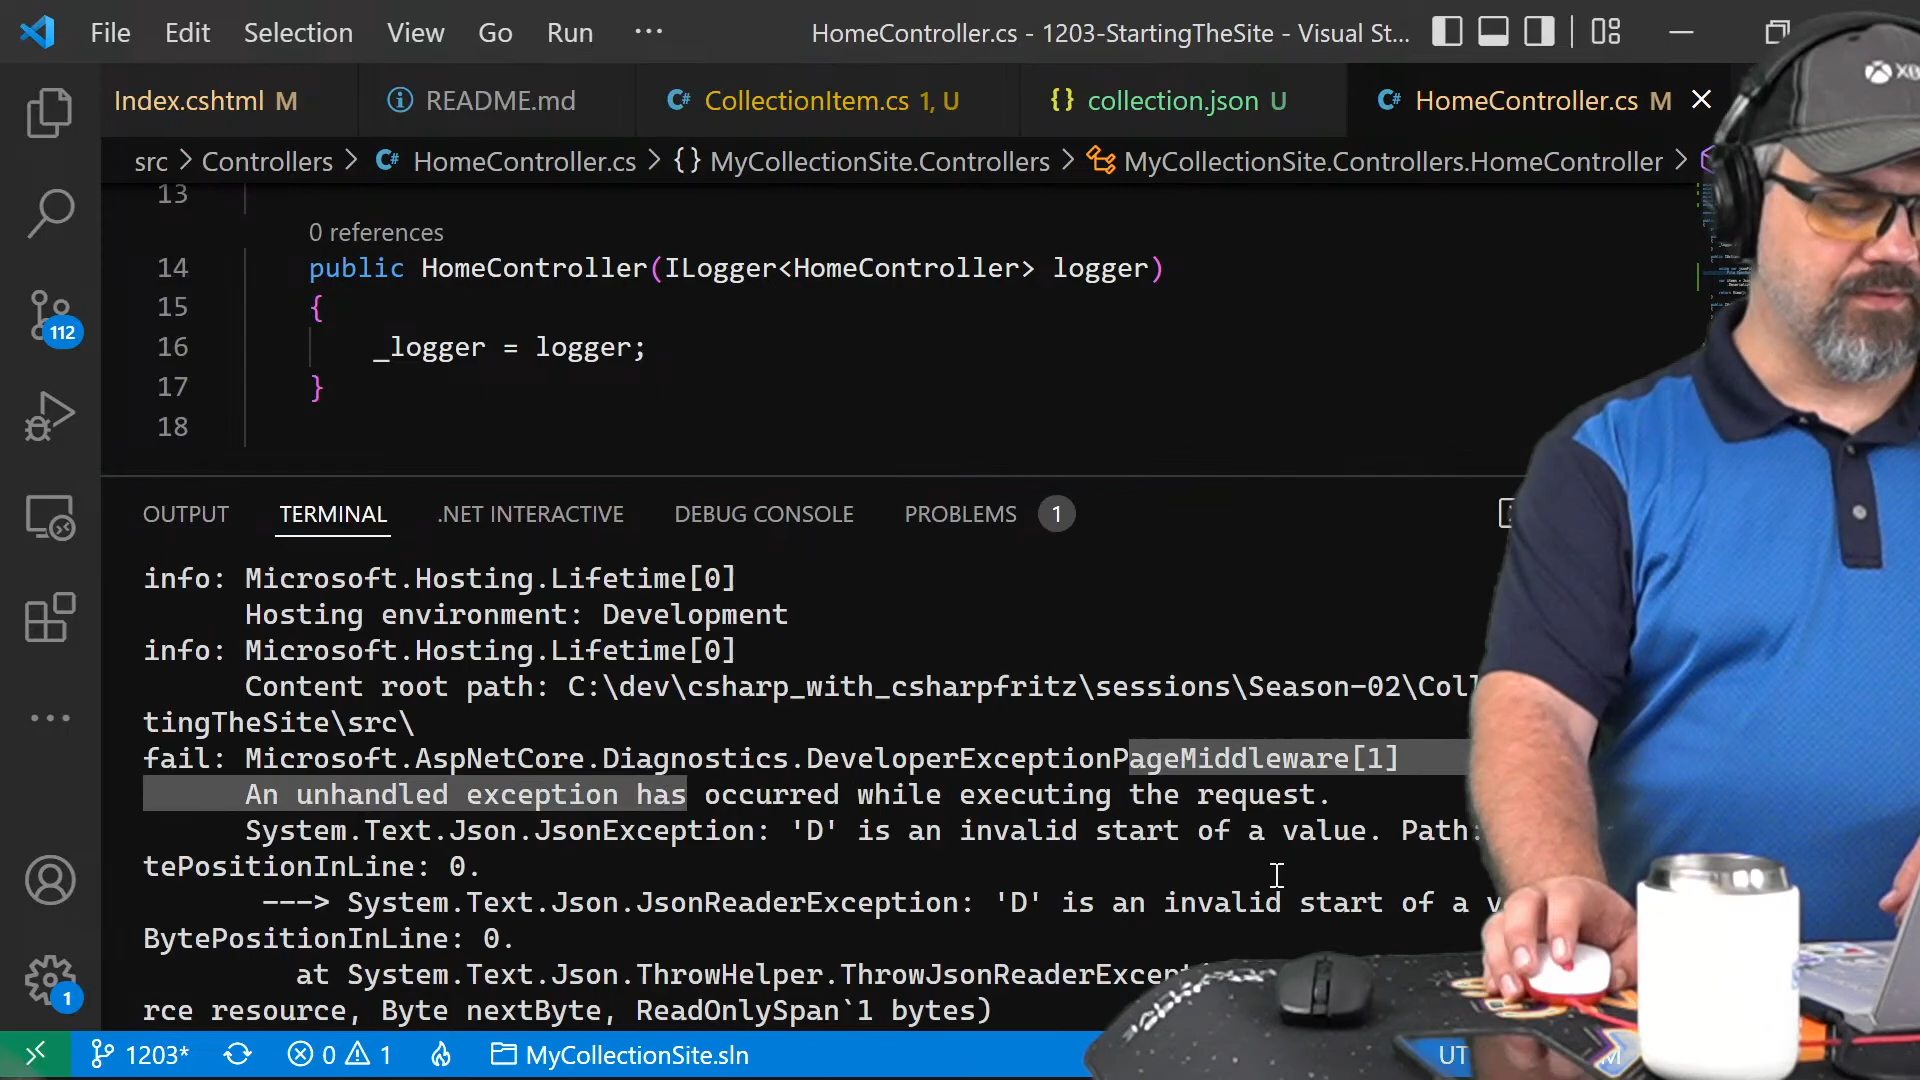 File Edit Selection View Go Run ··· HomeController.cs - 1203-StartingTheSite - Visual St...
Index.cshtml M README.md CollectionItem.cs 1, U {} collection.json U HomeController.cs M
src > Controllers > HomeController.cs > {} MyCollectionSite.Controllers > MyCollectionSite.Controllers.HomeController >
13
0 references
14 public HomeController(ILogger<HomeController> logger)
15 {
16 _logger = logger;
17 }
18
112
OUTPUT TERMINAL .NET INTERACTIVE DEBUG CONSOLE PROBLEMS 1
info: Microsoft.Hosting.Lifetime[0]
Hosting environment: Development
info: Microsoft.Hosting.Lifetime[0]
Content root path: C:\dev\csharp_with_csharpfritz\sessions\Season-02\Coll
tingTheSite\src\
fail: Microsoft.AspNetCore.Diagnostics.DeveloperExceptionPageMiddleware[1]
An unhandled exception has occurred while executing the request.
System.Text.Json.JsonException: 'D' is an invalid start of a value. Path:
tePositionInLine: 0.
---> System.Text.Json.JsonReaderException: 'D' is an invalid start of a v
BytePositionInLine: 0.
at System.Text.Json.ThrowHelper.ThrowJsonReaderExcept
rce resource, Byte nextByte, ReadOnlySpan`1 bytes)
1
1203* 0 1 MyCollectionSite.sln UT